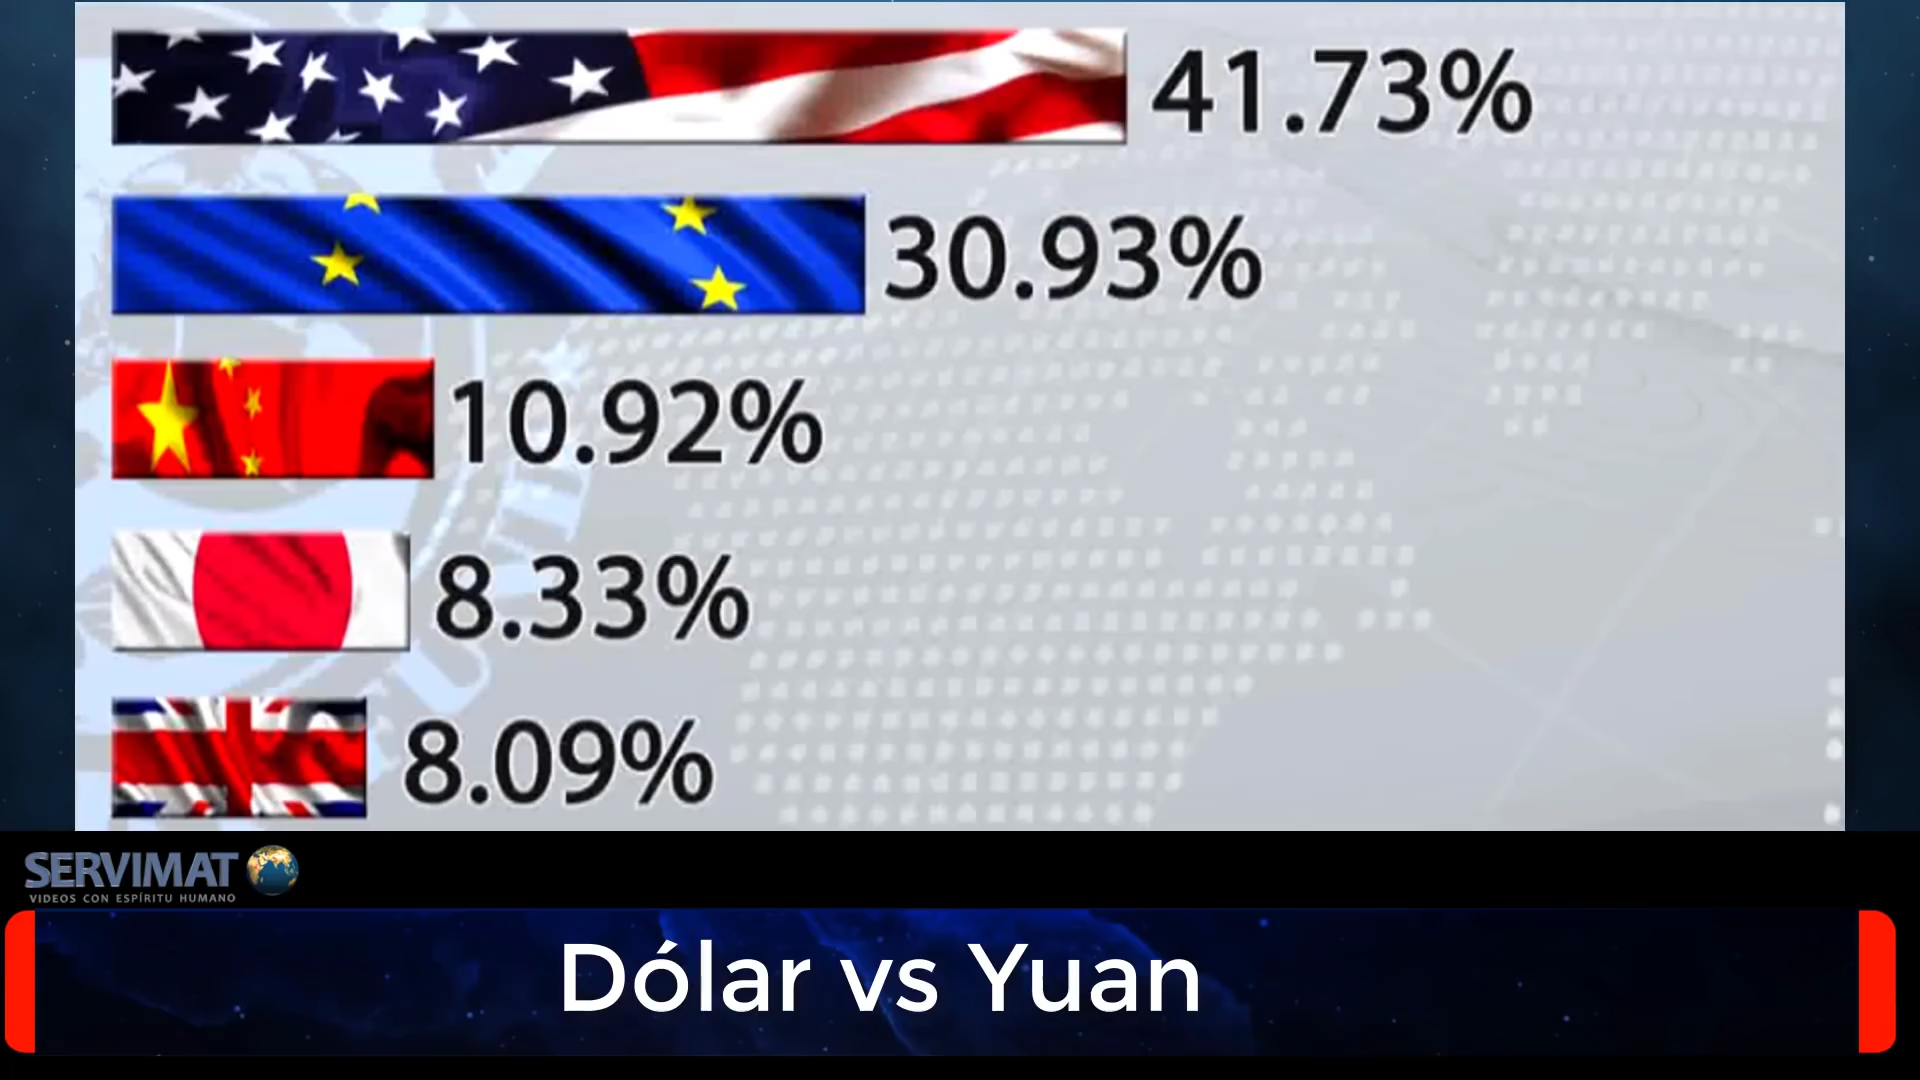 41.73%
30.93%
10.92%
8.33%
8.09%
SERVIMAT
VIDEOS CON ESPÍRITU HUMANO
Dólar vs Yuan